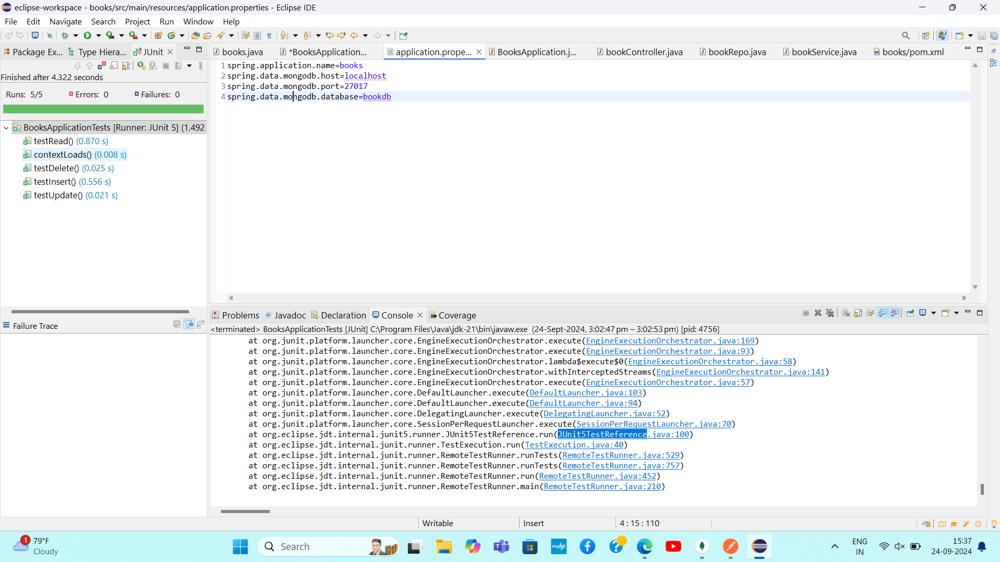 eclipse-workspace - books/src/main/resources/application.properties - Eclipse IDE
File Edit Navigate Search Project Run Window Help
Package Ex... Type Hiera... JUnit
books.java *BooksApplication... application.prope... BooksApplication.j... bookController.java bookRepo.java bookService.java books/pom.xml
Finished after 4.322 seconds
Runs: 5/5 Errors: 0 Failures: 0
BooksApplicationTests [Runner: JUnit 5] (1.492
testRead() (0.870 s)
contextLoads() (0.008 s)
testDelete() (0.025 s)
testInsert() (0.556 s)
testUpdate() (0.021 s)
Failure Trace
1 spring.application.name=books
2 spring.data.mongodb.host=localhost
3 spring.data.mongodb.port=27017
4 spring.data.mongodb.database=bookdb
Problems Javadoc Declaration Console Coverage
<terminated> BooksApplicationTests [JUnit] C:\Program Files\Java\jdk-21\bin\javaw.exe (24-Sept-2024, 3:02:47 pm – 3:02:53 pm) [pid: 4756]
at org.junit.platform.launcher.core.EngineExecutionOrchestrator.execute(EngineExecutionOrchestrator.java:169)
at org.junit.platform.launcher.core.EngineExecutionOrchestrator.execute(EngineExecutionOrchestrator.java:93)
at org.junit.platform.launcher.core.EngineExecutionOrchestrator.lambda$execute$0(EngineExecutionOrchestrator.java:58)
at org.junit.platform.launcher.core.EngineExecutionOrchestrator.withInterceptedStreams(EngineExecutionOrchestrator.java:141)
at org.junit.platform.launcher.core.EngineExecutionOrchestrator.execute(EngineExecutionOrchestrator.java:57)
at org.junit.platform.launcher.core.DefaultLauncher.execute(DefaultLauncher.java:103)
at org.junit.platform.launcher.core.DefaultLauncher.execute(DefaultLauncher.java:94)
at org.junit.platform.launcher.core.DelegatingLauncher.execute(DelegatingLauncher.java:52)
at org.junit.platform.launcher.core.SessionPerRequestLauncher.execute(SessionPerRequestLauncher.java:70)
at org.eclipse.jdt.internal.junit5.runner.JUnit5TestReference.run(JUnit5TestReference.java:100)
at org.eclipse.jdt.internal.junit.runner.TestExecution.run(TestExecution.java:40)
at org.eclipse.jdt.internal.junit.runner.RemoteTestRunner.runTests(RemoteTestRunner.java:529)
at org.eclipse.jdt.internal.junit.runner.RemoteTestRunner.runTests(RemoteTestRunner.java:757)
at org.eclipse.jdt.internal.junit.runner.RemoteTestRunner.run(RemoteTestRunner.java:452)
at org.eclipse.jdt.internal.junit.runner.RemoteTestRunner.main(RemoteTestRunner.java:210)
Writable Insert 4 : 15 : 110
1 79°F
Cloudy
Search
myhp
ENG
IN
15:37
24-09-2024